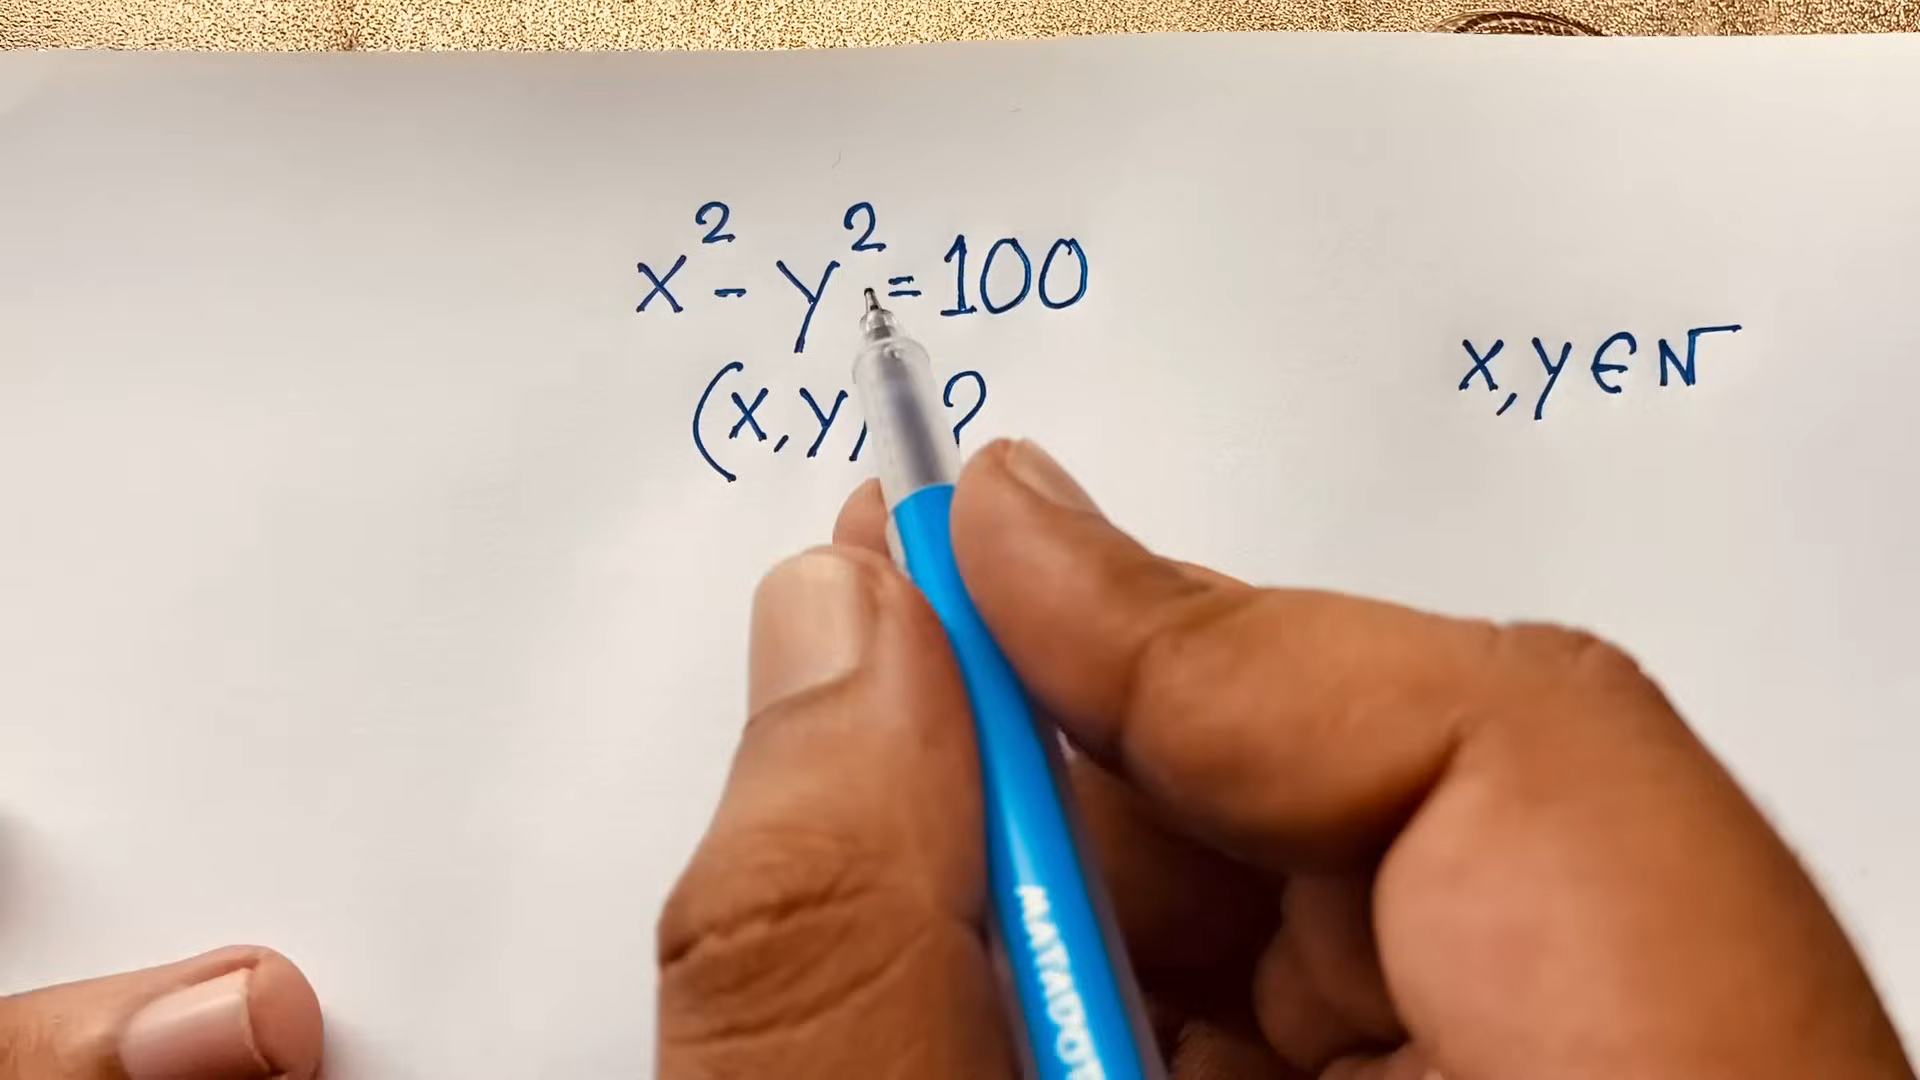 x² - y² = 100
(x,y) ?
x,y ∈ N
MATADOR